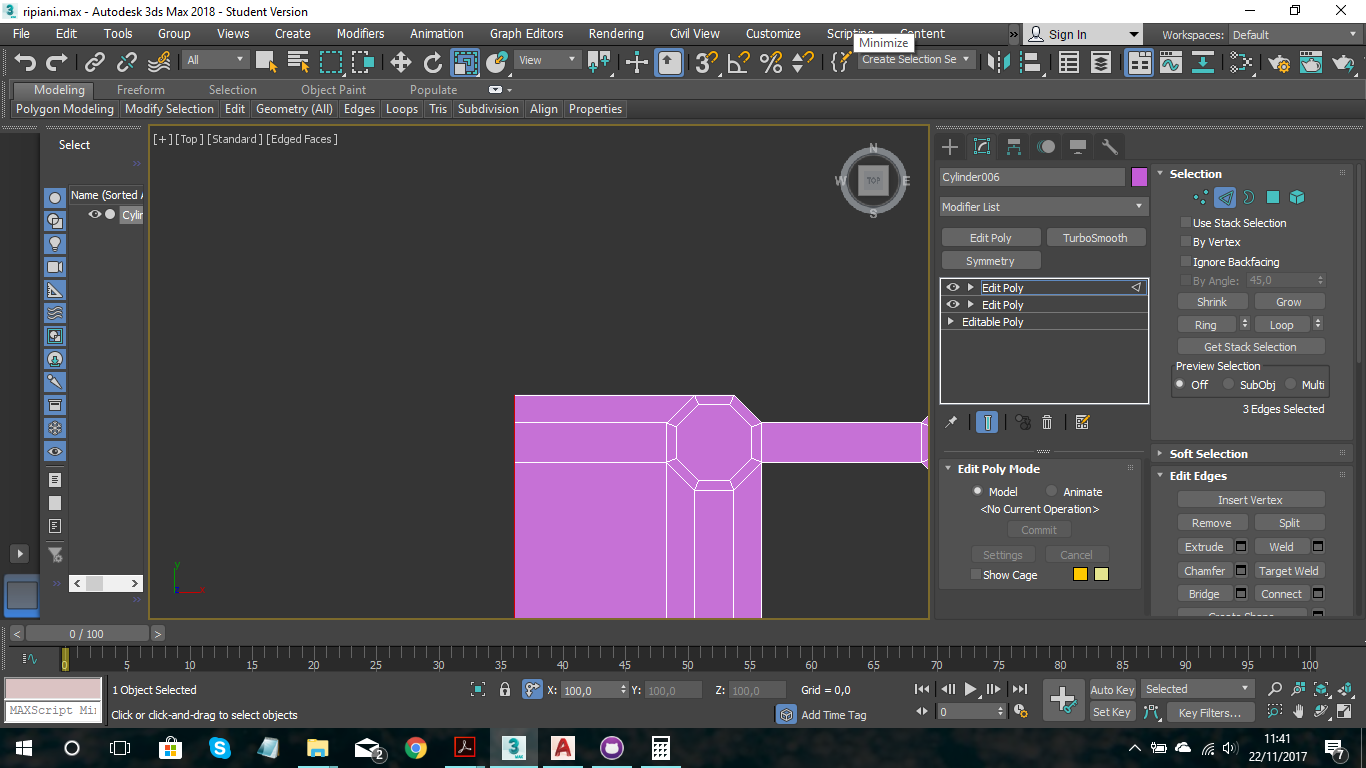 ripiani.max - Autodesk 3ds Max 2018 - Student Version
File Edit Tools Group Views Create Modifiers Animation Graph Editors Rendering Civil View Customize Scripting Content » Sign In Workspaces: Default
Minimize
All View Create Selection Se
Modeling Freeform Selection Object Paint Populate
Polygon Modeling Modify Selection Edit Geometry (All) Edges Loops Tris Subdivision Align Properties
Select
Name (Sorted A
Cylin
[+] [Top ] [Standard ] [Edged Faces ]
N
W TOP E
S
Cylinder006
Modifier List
Edit Poly TurboSmooth
Symmetry
Edit Poly
Edit Poly
Editable Poly
Edit Poly Mode
Model Animate
<No Current Operation>
Commit
Settings Cancel
Show Cage
Selection
Use Stack Selection
By Vertex
Ignore Backfacing
By Angle: 45,0
Shrink Grow
Ring Loop
Get Stack Selection
Preview Selection
Off SubObj Multi
3 Edges Selected
Soft Selection
Edit Edges
Insert Vertex
Remove Split
Extrude Weld
Chamfer Target Weld
Bridge Connect
Create Shape
y
x
z
< 0 / 100 >
0 5 10 15 20 25 30 35 40 45 50 55 60 65 70 75 80 85 90 95 100
1 Object Selected X: 100,0 Y: 100,0 Z: 100,0 Grid = 0,0 Auto Key Selected
MAXScript Mi Click or click-and-drag to select objects Add Time Tag 0 Set Key Key Filters...
2
3
MAX
A
11:41
22/11/2017
7